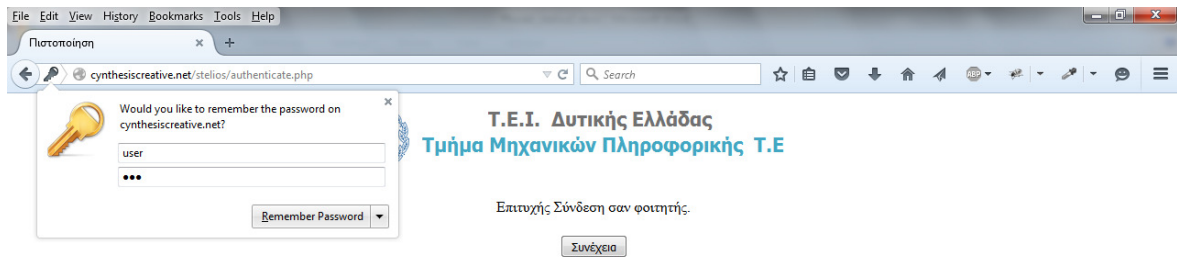 File Edit View History Bookmarks Tools Help
Πιστοποίηση
cynthesiscreative.net/stelios/authenticate.php
Search
ABP
Would you like to remember the password on
cynthesiscreative.net?
user
●●●
Remember Password
Τ.Ε.Ι. Δυτικής Ελλάδας
Τμήμα Μηχανικών Πληροφορικής Τ.Ε
Επιτυχής Σύνδεση σαν φοιτητής.
Συνέχεια